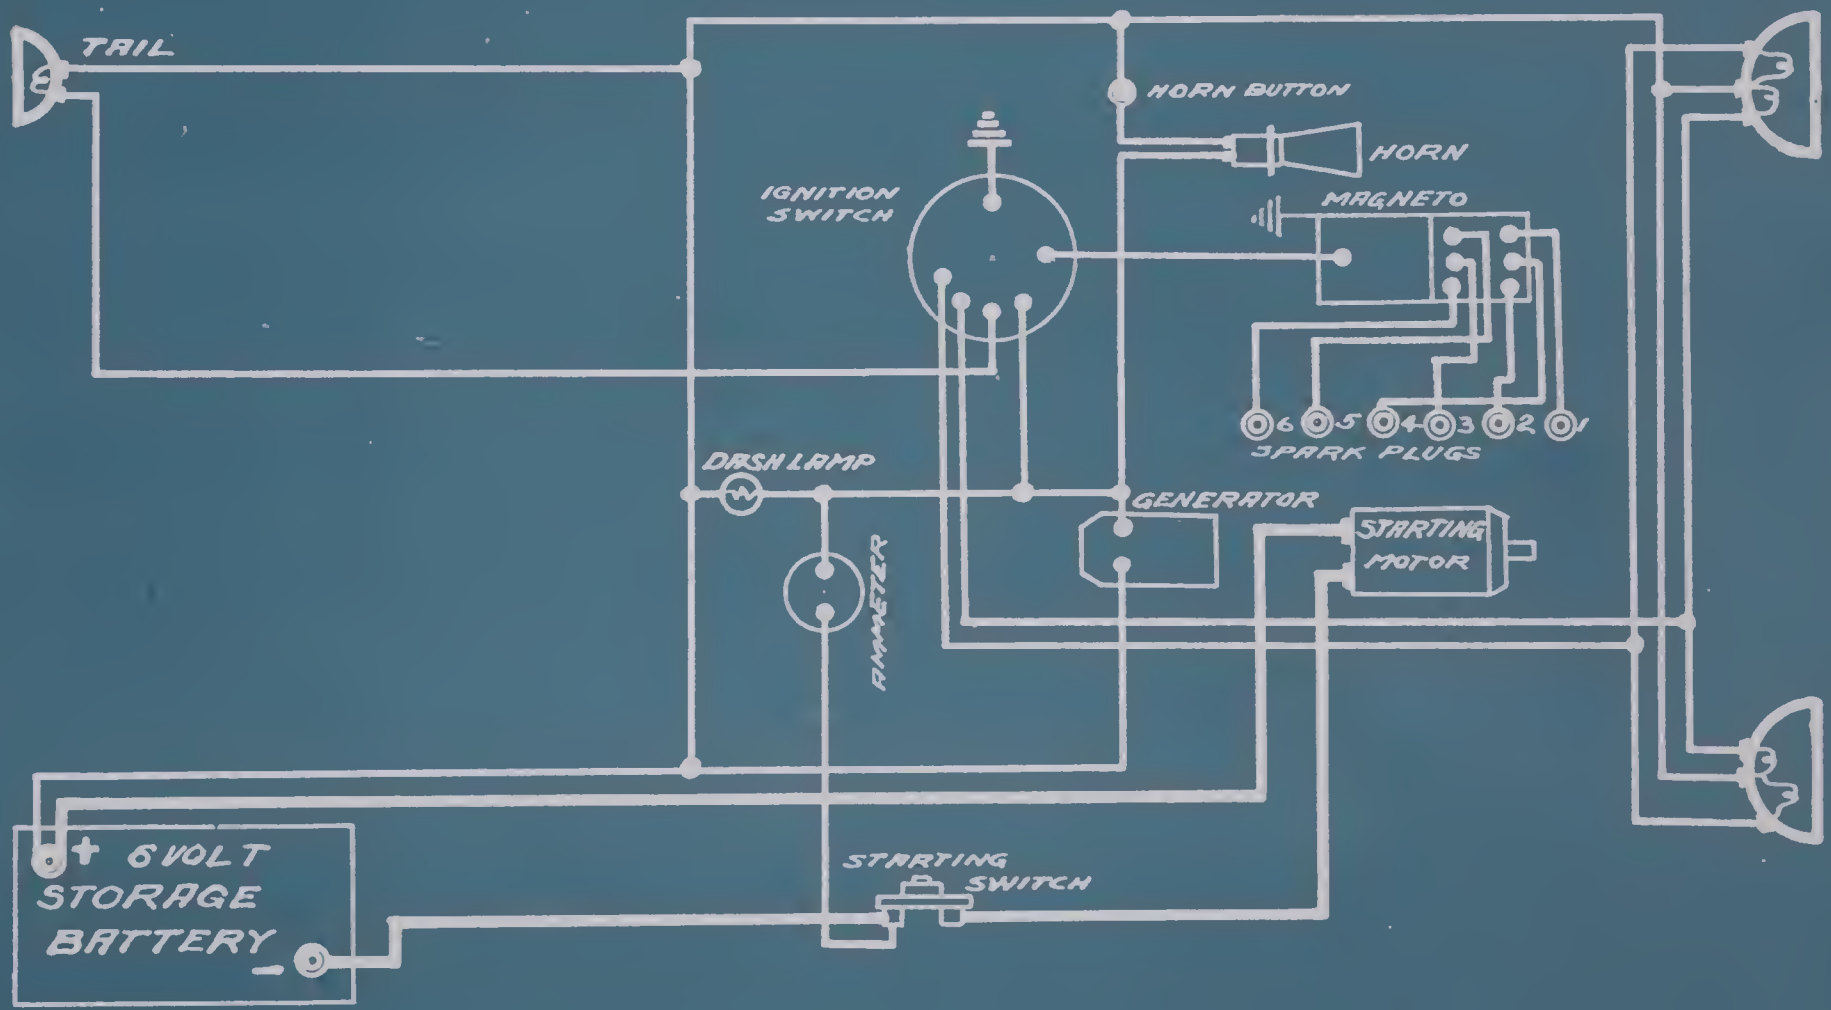 TAIL
HORN BUTTON
HORN
IGNITION
SWITCH
MAGNETO
6 5 4 3 2 1
SPARK PLUGS
DASH LAMP
GENERATOR
STARTING
MOTOR
AMMETER
+ 6 VOLT
STORAGE
BATTERY
-
STARTING
SWITCH